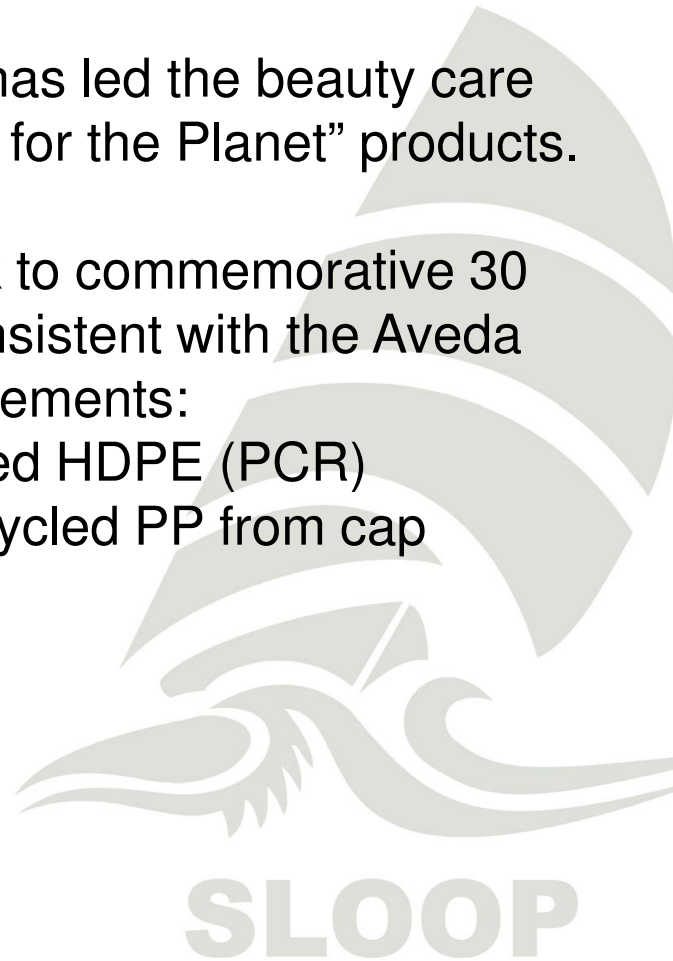 has led the beauty care
for the Planet” products.
to commemorative 30
nsistent with the Aveda
ements:
ed HDPE (PCR)
ycled PP from cap
SLOOP